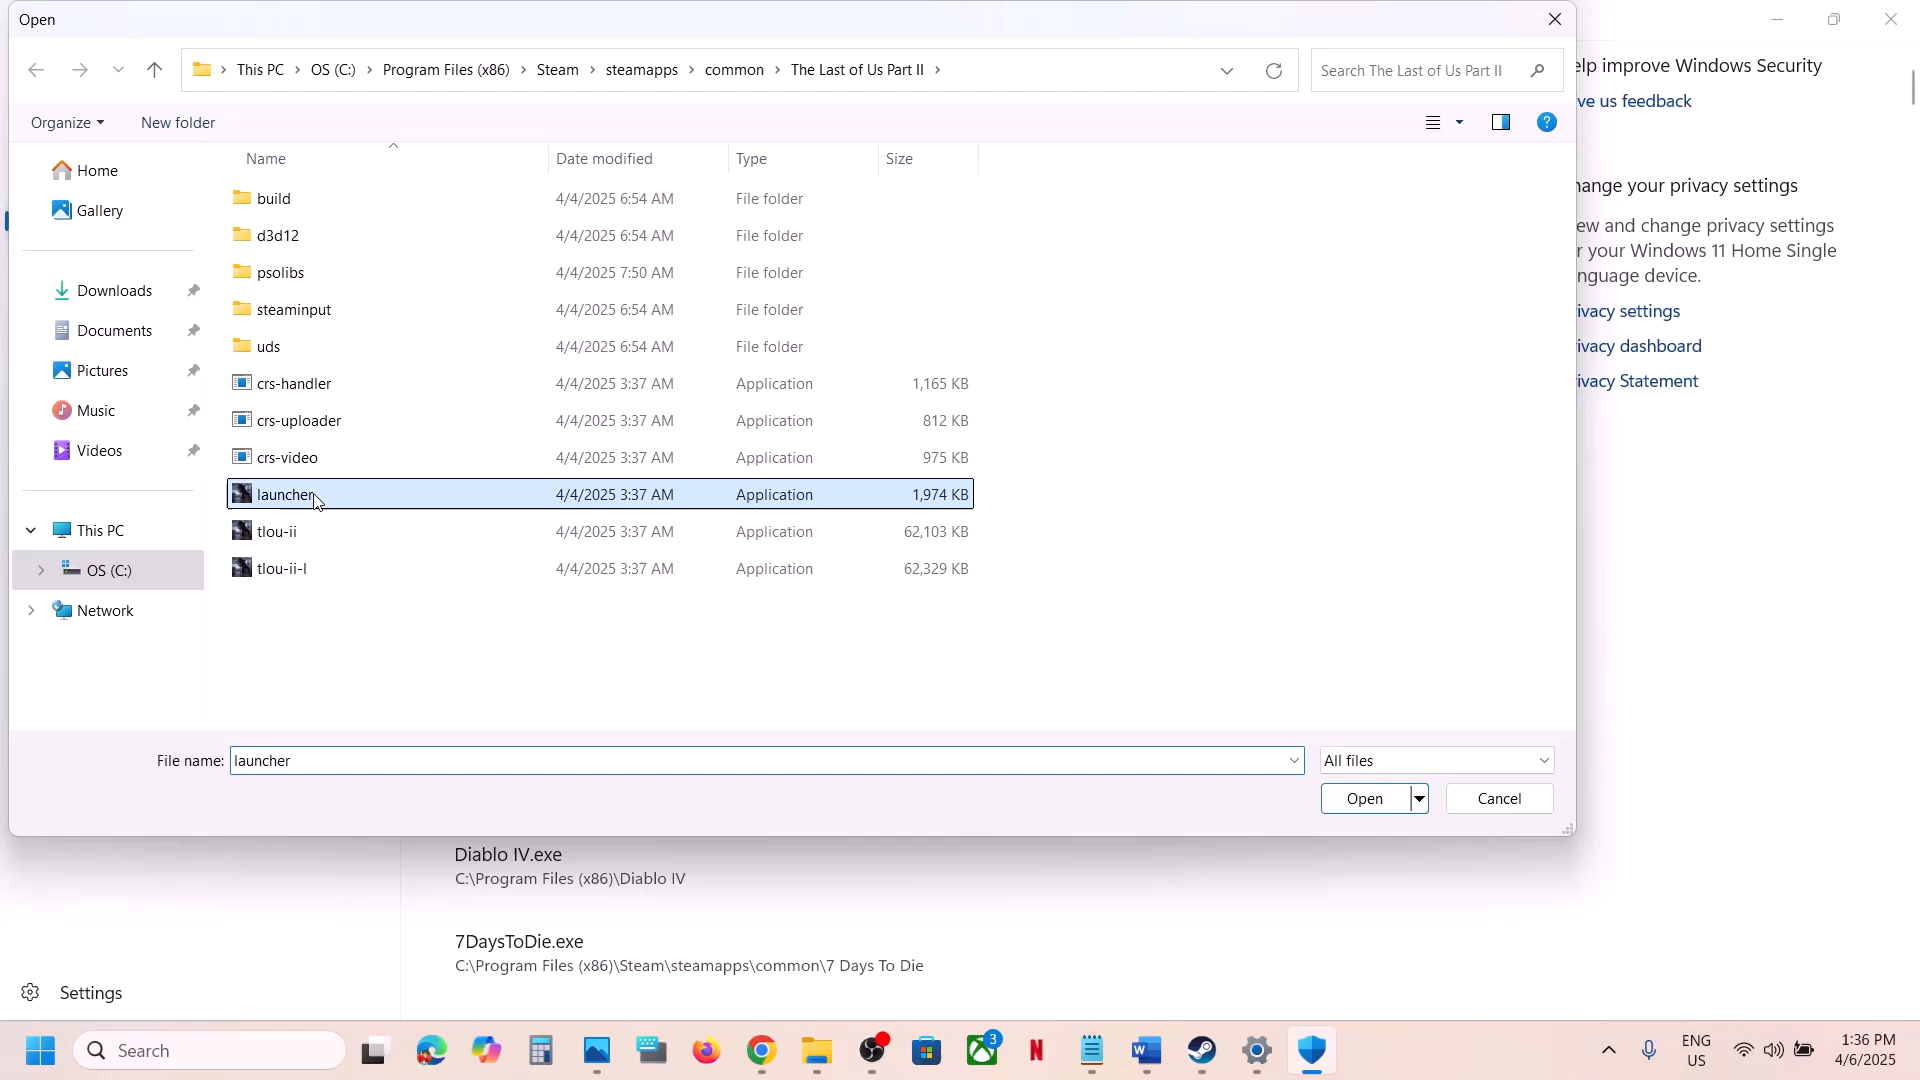 Open
This PC > OS (C:) > Program Files (x86) > Steam > steamapps > common > The Last of Us Part II >
Search The Last of Us Part II
Organize
New folder
Home
Gallery
Downloads
Documents
Pictures
Music
Videos
This PC
OS (C:)
Network
Name Date modified Type Size
build 4/4/2025 6:54 AM File folder
d3d12 4/4/2025 6:54 AM File folder
psolibs 4/4/2025 7:50 AM File folder
steaminput 4/4/2025 6:54 AM File folder
uds 4/4/2025 6:54 AM File folder
crs-handler 4/4/2025 3:37 AM Application 1,165 KB
crs-uploader 4/4/2025 3:37 AM Application 812 KB
crs-video 4/4/2025 3:37 AM Application 975 KB
launcher 4/4/2025 3:37 AM Application 1,974 KB
tlou-ii 4/4/2025 3:37 AM Application 62,103 KB
tlou-ii-l 4/4/2025 3:37 AM Application 62,329 KB
File name: launcher
All files
Open
Cancel
elp improve Windows Security
ve us feedback
hange your privacy settings
ew and change privacy settings
r your Windows 11 Home Single
nguage device.
ivacy settings
ivacy dashboard
ivacy Statement
Diablo IV.exe
C:\Program Files (x86)\Diablo IV
7DaysToDie.exe
C:\Program Files (x86)\Steam\steamapps\common\7 Days To Die
Settings
Search
3
ENG
US
1:36 PM
4/6/2025